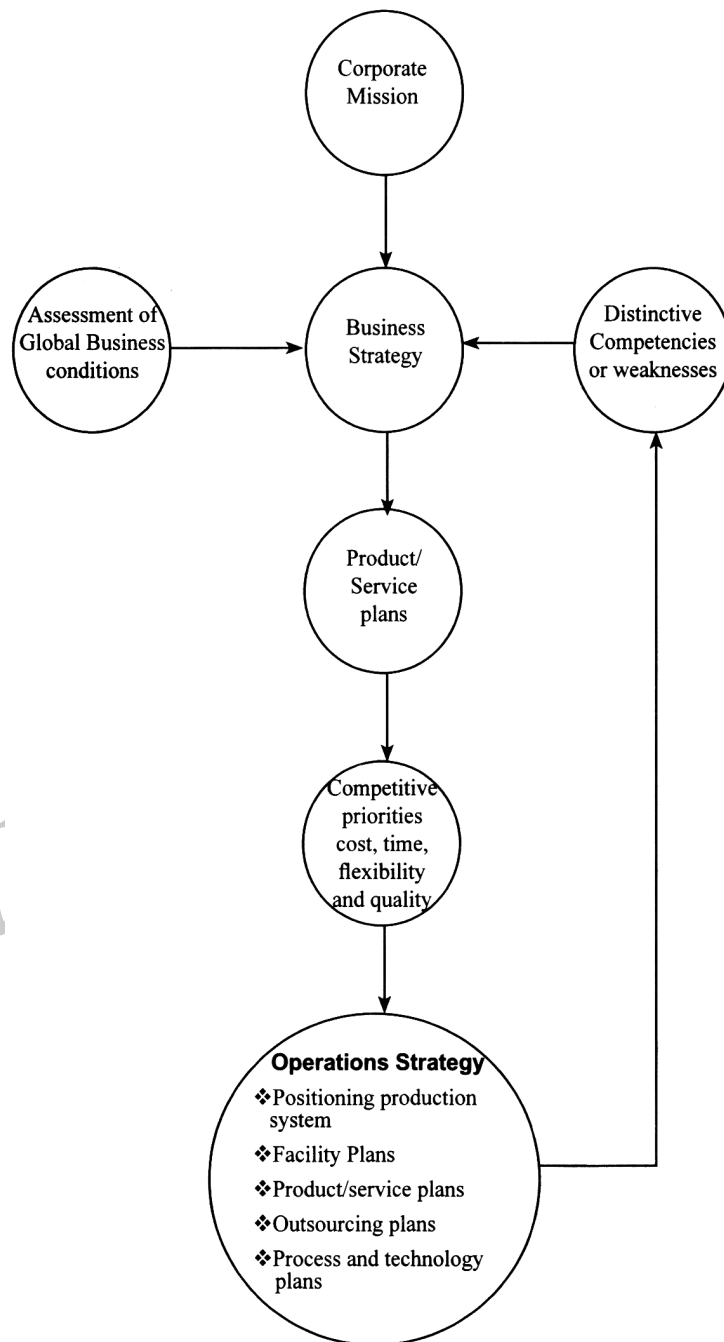 Corporate
Mission
Assessment of
Global Business
conditions
Business
Strategy
Distinctive
Competencies
or weaknesses
Product/
Service
plans
Competitive
priorities
cost, time,
flexibility
and quality
Operations Strategy
❖Positioning production
system
❖Facility Plans
❖Product/service plans
❖Outsourcing plans
❖Process and technology
plans